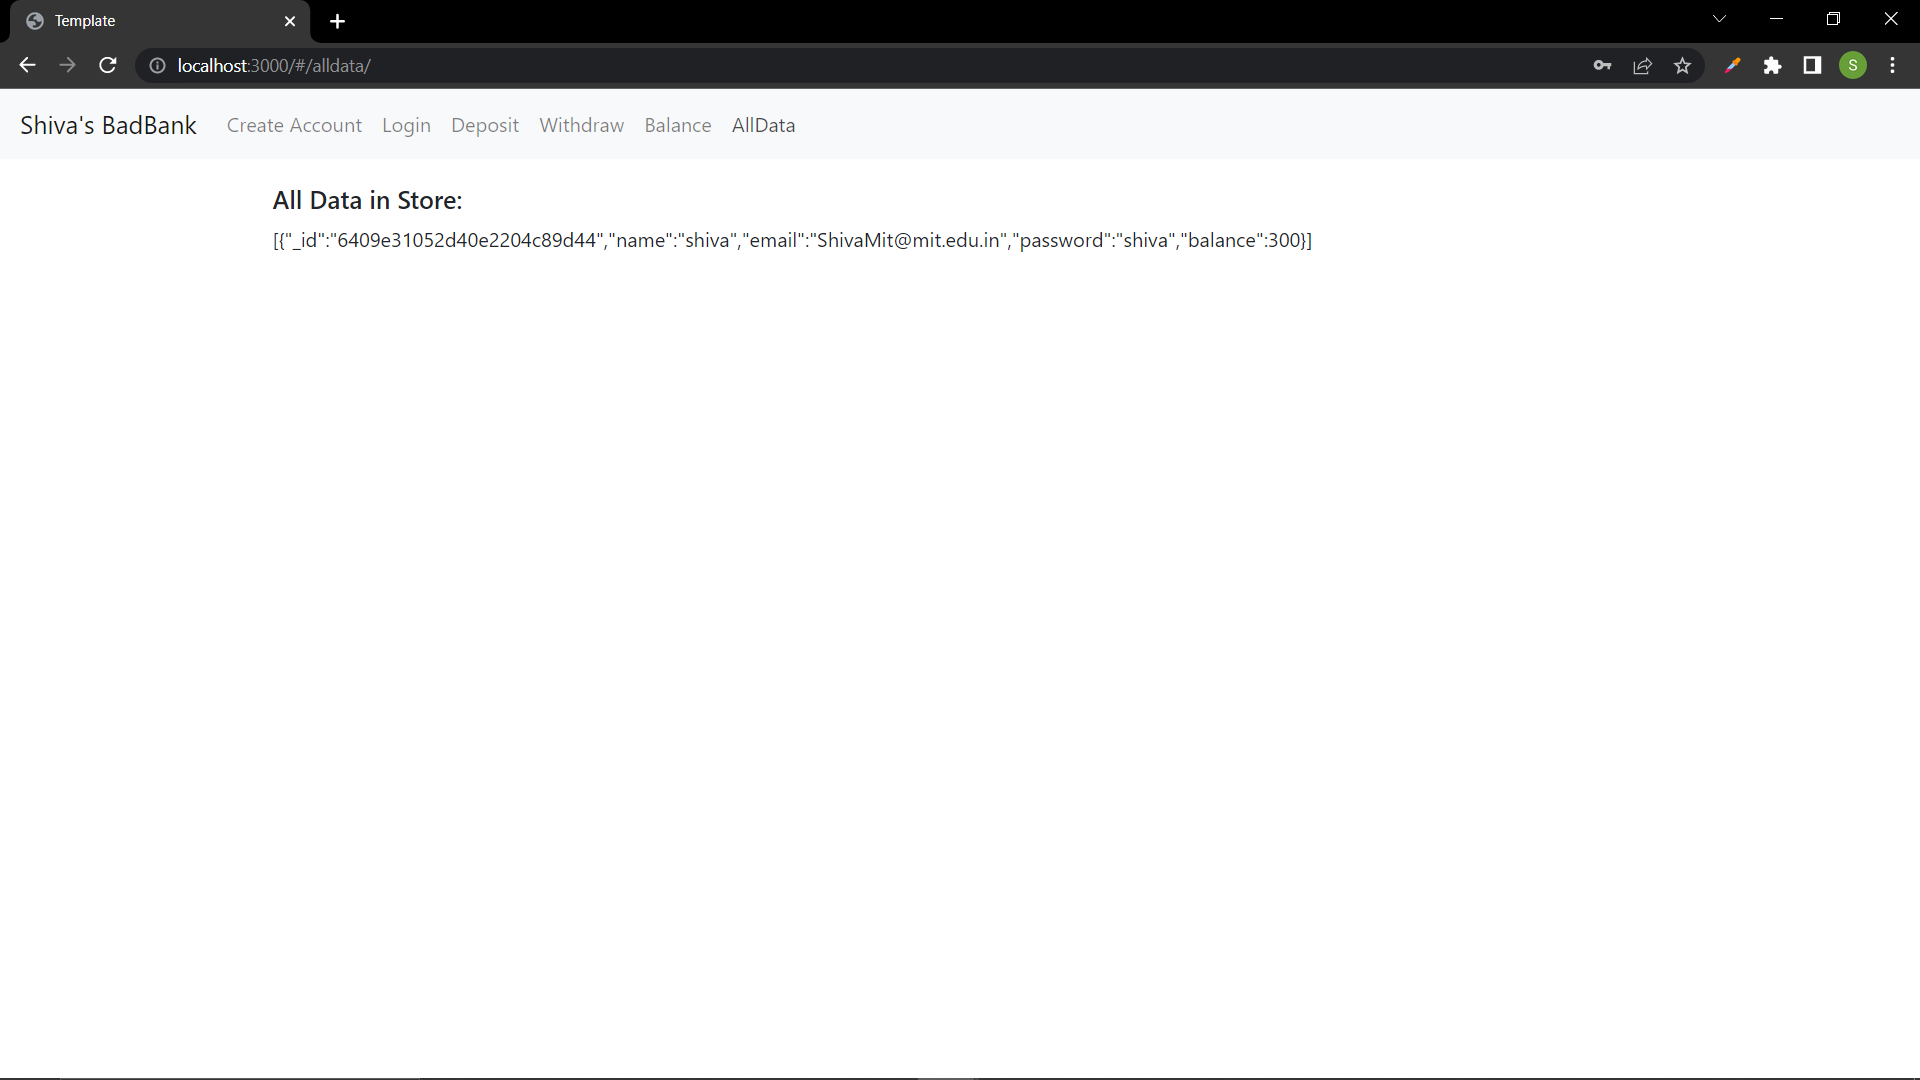 Template
localhost:3000/#/alldata/
S
Shiva's BadBank Create Account Login Deposit Withdraw Balance AllData
All Data in Store:
[{"_id":"6409e31052d40e2204c89d44","name":"shiva","email":"ShivaMit@mit.edu.in","password":"shiva","balance":300}]